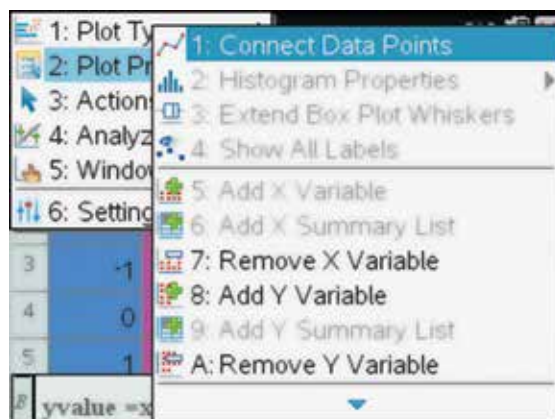 1: Plot Ty
2: Plot Pr
3: Action
4: Analyz
5: Window
6: Setting
1: Connect Data Points
2: Histogram Properties
3: Extend Box Plot Whiskers
4: Show All Labels
5: Add X Variable
6: Add X Summary List
7: Remove X Variable
8: Add Y Variable
9: Add Y Summary List
A: Remove Y Variable
3 -1
4 0
5 1
B yvalue =x